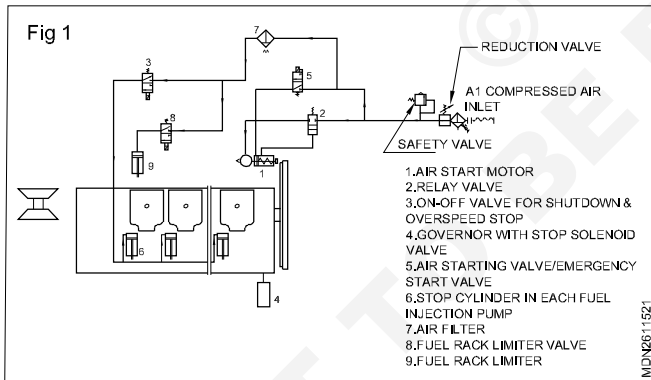 Fig 1
7
REDUCTION VALVE
3
5
A1 COMPRESSED AIR
INLET
8
2
SAFETY VALVE
9
1
1.AIR START MOTOR
2.RELAY VALVE
3.ON-OFF VALVE FOR SHUTDOWN &
OVERSPEED STOP
4.GOVERNOR WITH STOP SOLENOID
VALVE
5.AIR STARTING VALVE/EMERGENCY
START VALVE
6.STOP CYLINDER IN EACH FUEL
INJECTION PUMP
7.AIR FILTER
8.FUEL RACK LIMITER VALVE
9.FUEL RACK LIMITER
6
4
MDN2611521